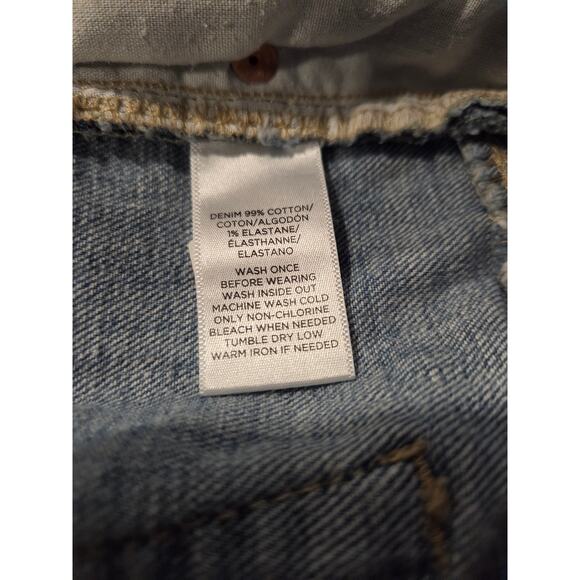 DENIM 99% COTTON/
COTON/ALGODÓN
1% ELASTANE/
ÉLASTHANNE/
ELASTANO
WASH ONCE
BEFORE WEARING
WASH INSIDE OUT
MACHINE WASH COLD
ONLY NON-CHLORINE
BLEACH WHEN NEEDED
TUMBLE DRY LOW
WARM IRON IF NEEDED